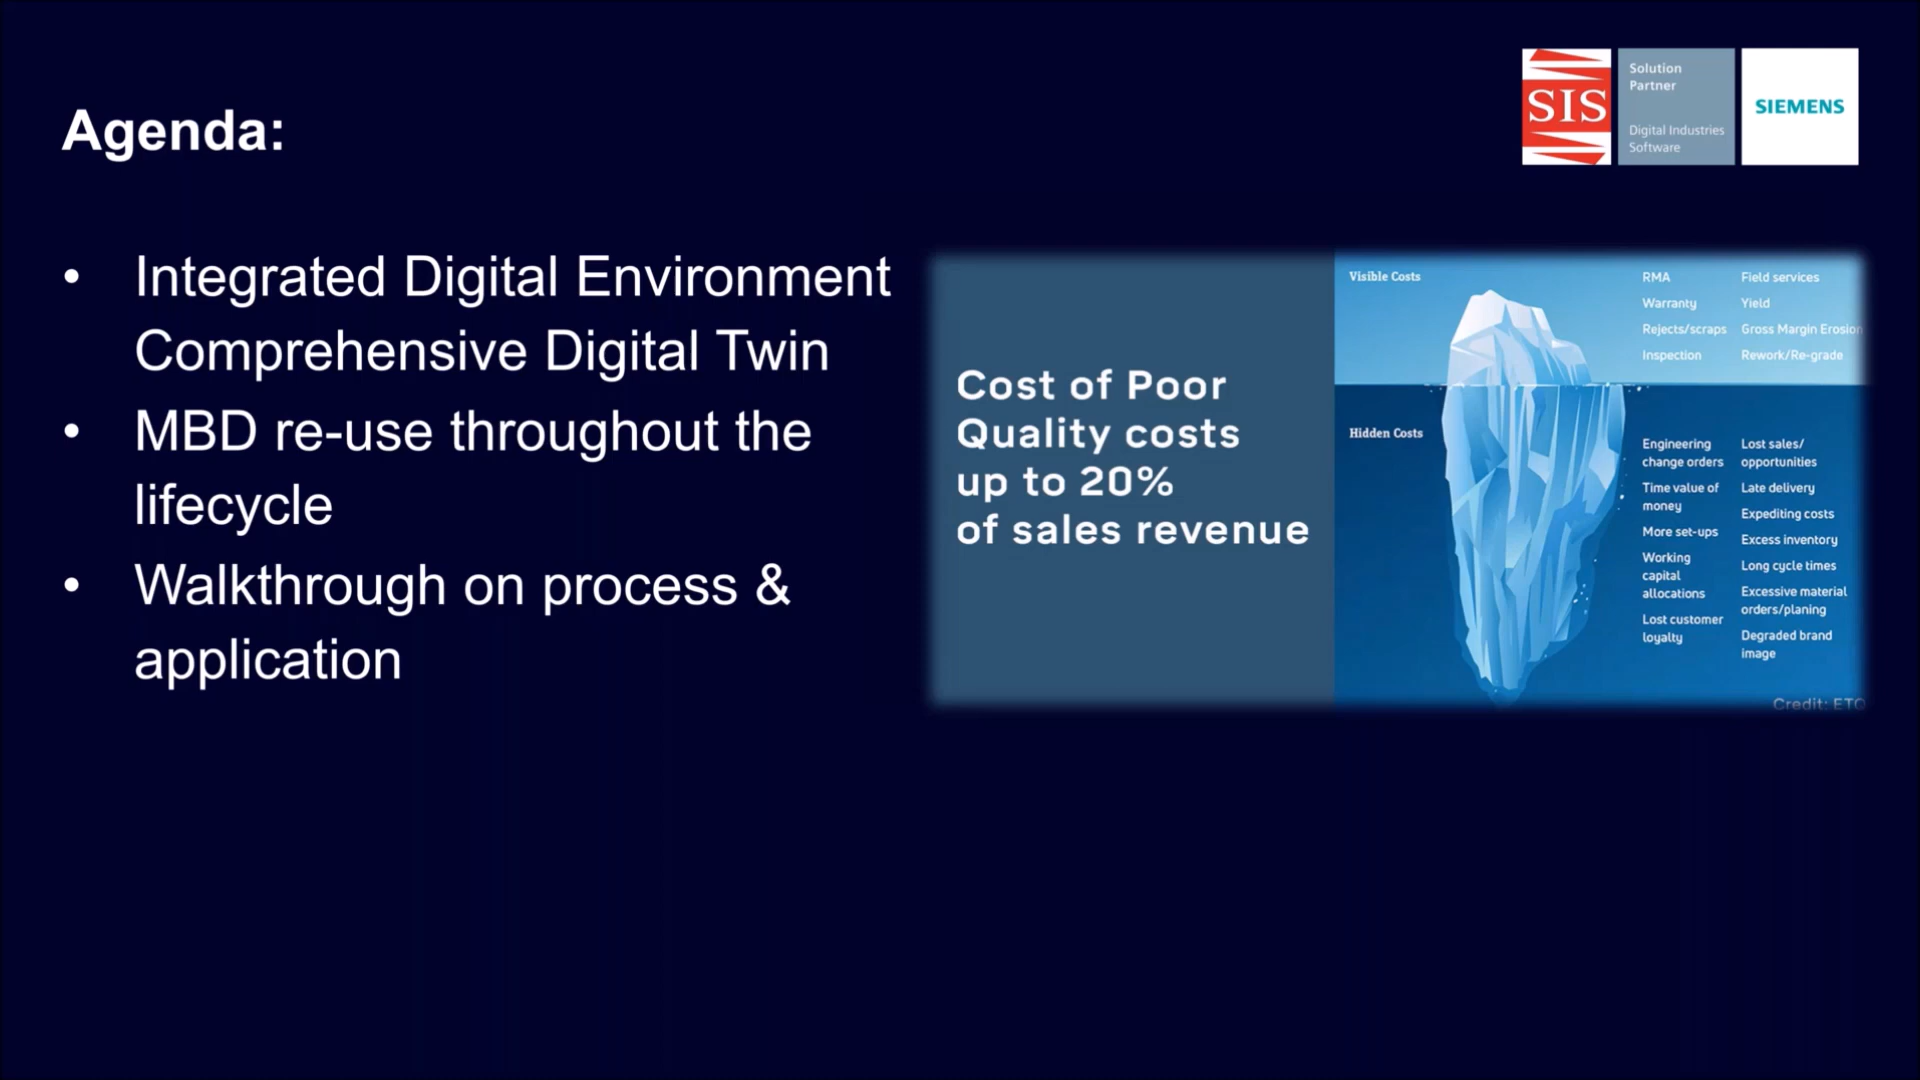 Agenda:
SIS
Solution
Partner
Digital Industries
Software
SIEMENS
• Integrated Digital Environment
Comprehensive Digital Twin
• MBD re-use throughout the
lifecycle
• Walkthrough on process &
application
Cost of Poor
Quality costs
up to 20%
of sales revenue
Visible Costs
RMA
Warranty
Rejects/scraps
Inspection
Field services
Yield
Gross Margin Erosion
Rework/Re-grade
Hidden Costs
Engineering
change orders
Time value of
money
More set-ups
Working
capital
allocations
Lost customer
loyalty
Lost sales/
opportunities
Late delivery
Expediting costs
Excess inventory
Long cycle times
Excessive material
orders/planing
Degraded brand
image
Credit: ETQ